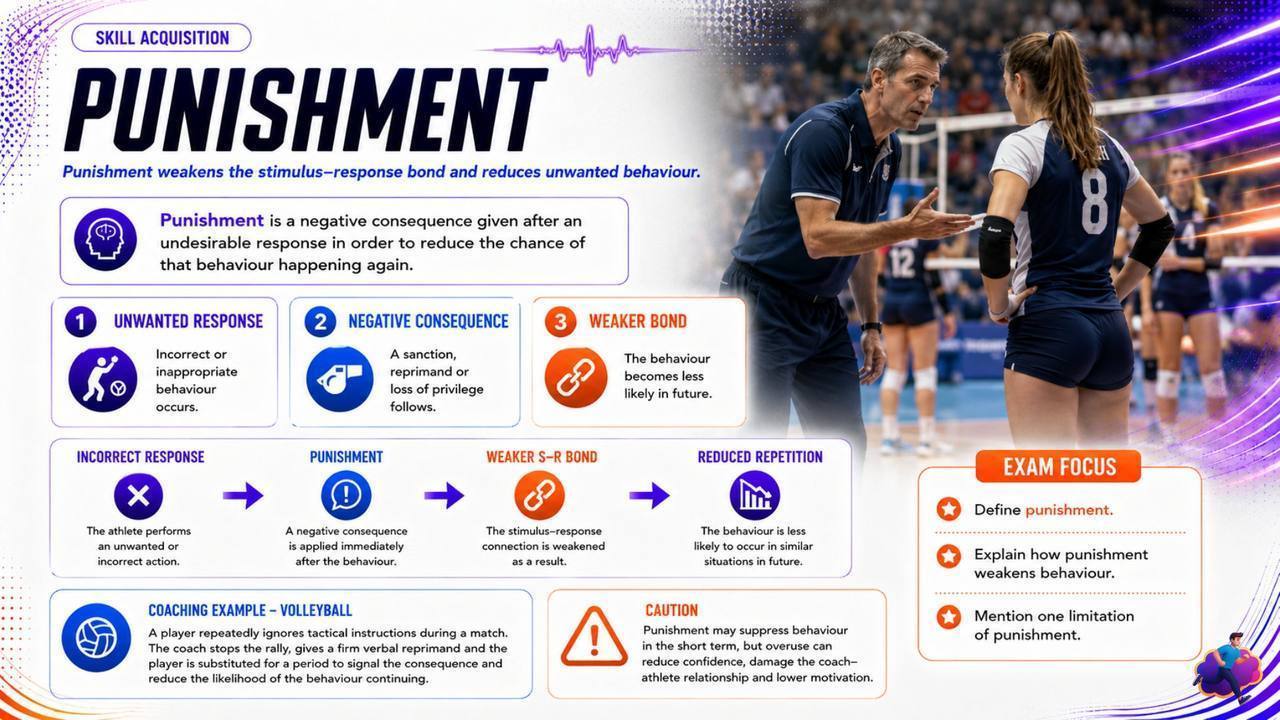 SKILL ACQUISITION
PUNISHMENT
Punishment weakens the stimulus–response bond and reduces unwanted behaviour.
Punishment is a negative consequence given after an
undesirable response in order to reduce the chance of
that behaviour happening again.
1 UNWANTED RESPONSE
Incorrect or
inappropriate
behaviour
occurs.
2 NEGATIVE CONSEQUENCE
A sanction,
reprimand or
loss of privilege
follows.
3 WEAKER BOND
The behaviour
becomes less
likely in future.
INCORRECT RESPONSE
The athlete performs
an unwanted or
incorrect action.
PUNISHMENT
A negative consequence
is applied immediately
after the behaviour.
WEAKER S–R BOND
The stimulus–response
connection is weakened
as a result.
REDUCED REPETITION
The behaviour is less
likely to occur in similar
situations in future.
COACHING EXAMPLE – VOLLEYBALL
A player repeatedly ignores tactical instructions during a match.
The coach stops the rally, gives a firm verbal reprimand and the
player is substituted for a period to signal the consequence and
reduce the likelihood of the behaviour continuing.
CAUTION
Punishment may suppress behaviour
in the short term, but overuse can
reduce confidence, damage the coach–
athlete relationship and lower motivation.
EXAM FOCUS
Define punishment.
Explain how punishment
weakens behaviour.
Mention one limitation
of punishment.
8
12
4